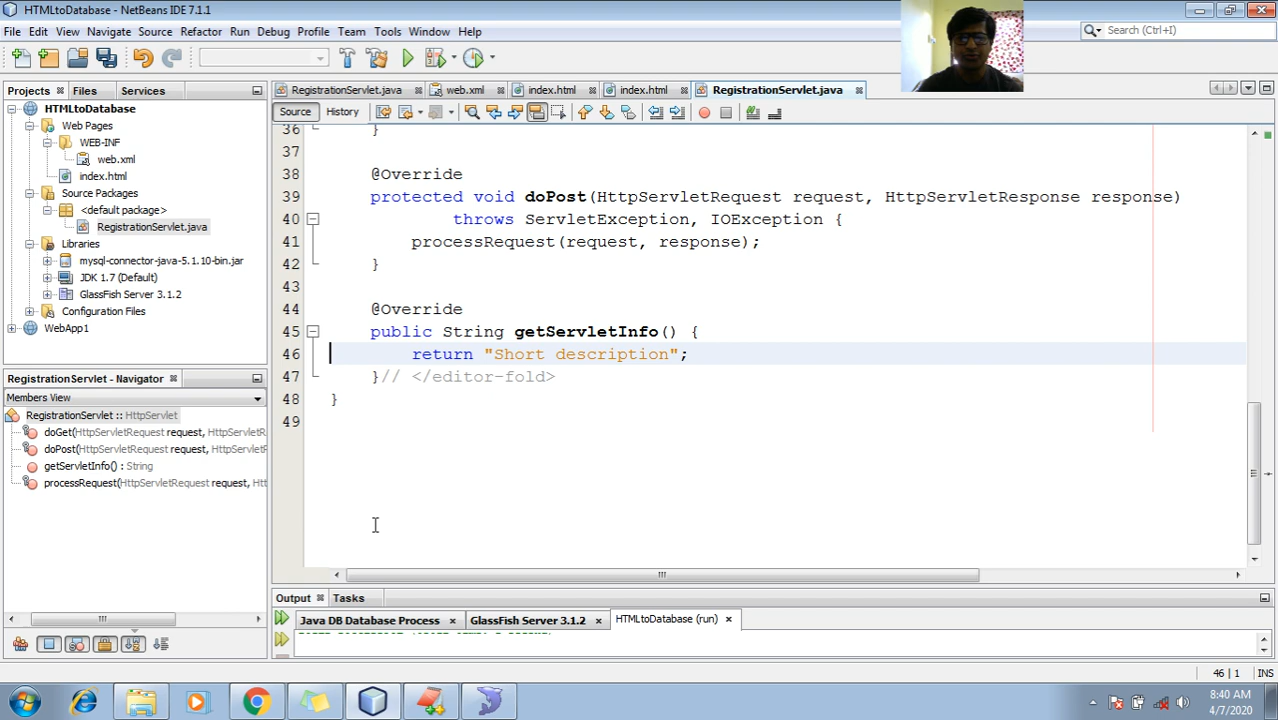 HTMLtoDatabase - NetBeans IDE 7.1.1
File Edit View Navigate Source Refactor Run Debug Profile Team Tools Window Help
Search (Ctrl+I)
Projects Files Services
RegistrationServlet.java web.xml index.html index.html RegistrationServlet.java
Source History
HTMLtoDatabase
Web Pages
WEB-INF
web.xml
index.html
Source Packages
<default package>
RegistrationServlet.java
Libraries
mysql-connector-java-5.1.10-bin.jar
JDK 1.7 (Default)
GlassFish Server 3.1.2
Configuration Files
WebApp1
36 }
37
38 @Override
39 protected void doPost(HttpServletRequest request, HttpServletResponse response)
40 throws ServletException, IOException {
41 processRequest(request, response);
42 }
43
44 @Override
45 public String getServletInfo() {
46 return "Short description";
47 }// </editor-fold>
48 }
49
RegistrationServlet - Navigator
Members View
RegistrationServlet :: HttpServlet
doGet(HttpServletRequest request, HttpServletR
doPost(HttpServletRequest request, HttpServlet
getServletInfo() : String
processRequest(HttpServletRequest request, Htt
Output Tasks
Java DB Database Process GlassFish Server 3.1.2 HTMLtoDatabase (run)
46 | 1 INS
8:40 AM
4/7/2020